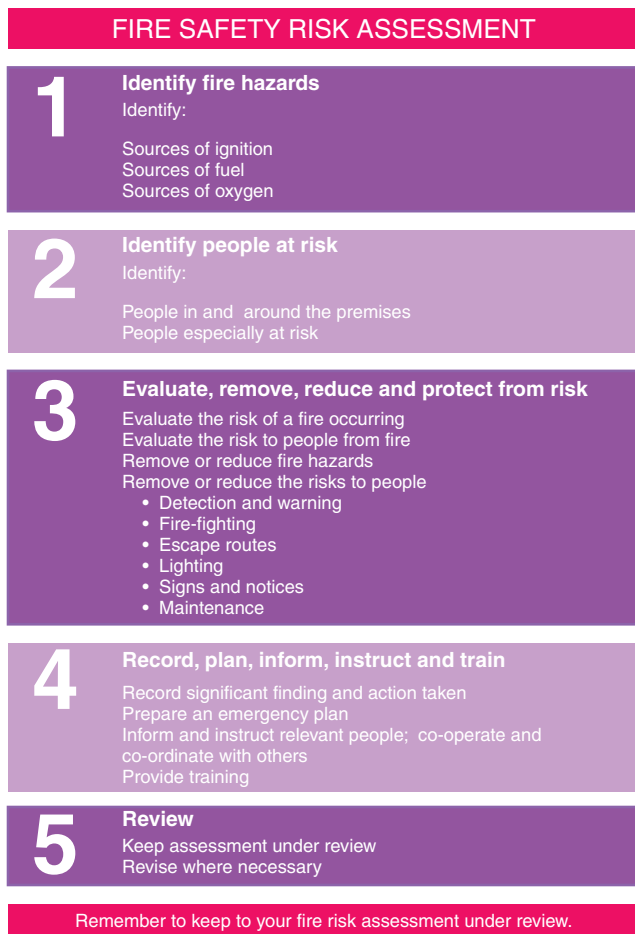 FIRE SAFETY RISK ASSESSMENT
1
Identify fire hazards
Identify:
Sources of ignition
Sources of fuel
Sources of oxygen
2
Identify people at risk
Identify:
People in and around the premises
People especially at risk
3
Evaluate, remove, reduce and protect from risk
Evaluate the risk of a fire occurring
Evaluate the risk to people from fire
Remove or reduce fire hazards
Remove or reduce the risks to people
• Detection and warning
• Fire-fighting
• Escape routes
• Lighting
• Signs and notices
• Maintenance
4
Record, plan, inform, instruct and train
Record significant finding and action taken
Prepare an emergency plan
Inform and instruct relevant people; co-operate and
co-ordinate with others
Provide training
5
Review
Keep assessment under review
Revise where necessary
Remember to keep to your fire risk assessment under review.